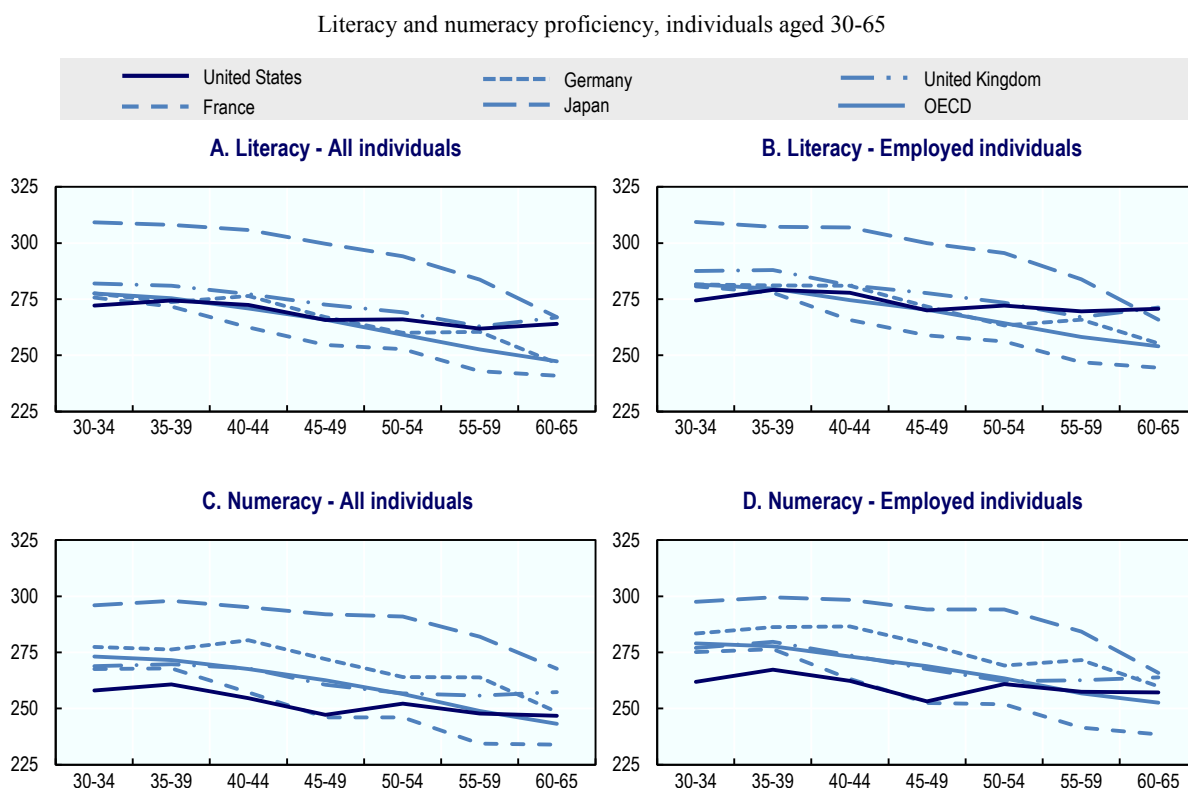 Literacy and numeracy proficiency, individuals aged 30-65
United States Germany United Kingdom
France Japan OECD
A. Literacy - All individuals
325
300
275
250
225
30-34 35-39 40-44 45-49 50-54 55-59 60-65
B. Literacy - Employed individuals
325
300
275
250
225
30-34 35-39 40-44 45-49 50-54 55-59 60-65
C. Numeracy - All individuals
325
300
275
250
225
30-34 35-39 40-44 45-49 50-54 55-59 60-65
D. Numeracy - Employed individuals
325
300
275
250
225
30-34 35-39 40-44 45-49 50-54 55-59 60-65